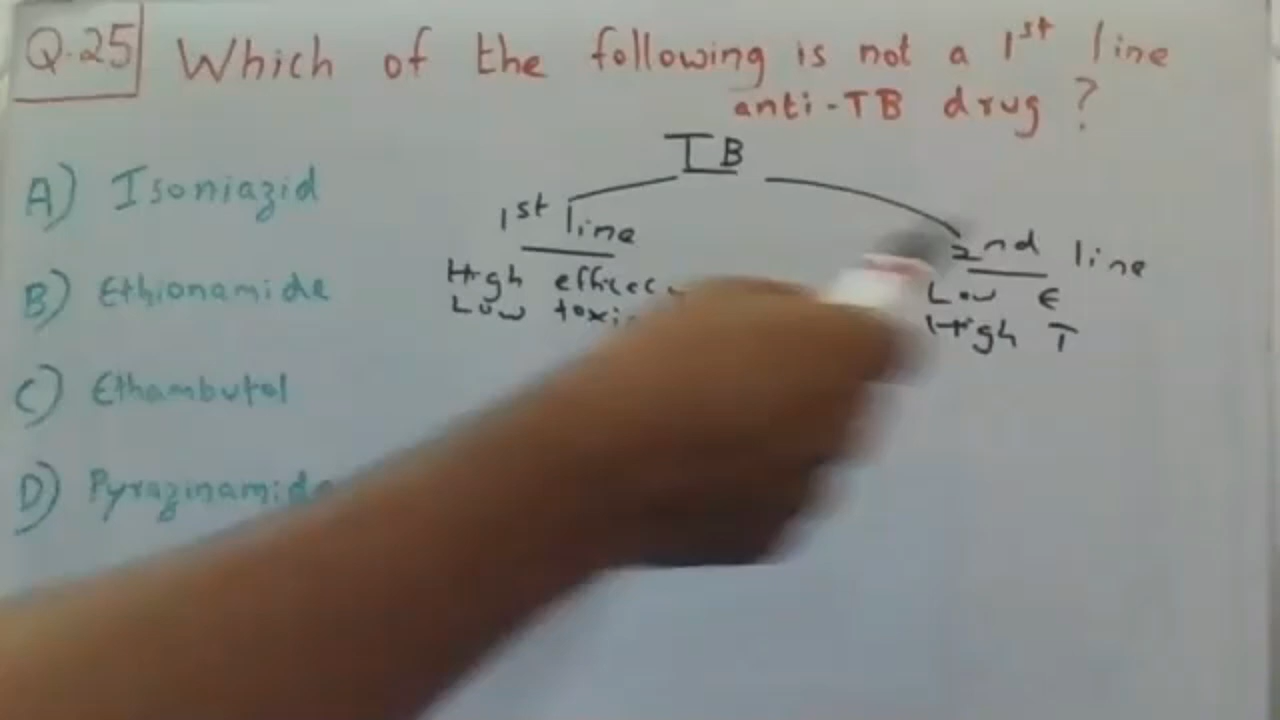 Q.25 Which of the following is not a 1st line
anti-TB drug ?
TB
A) Isoniazid
1st line
2nd line
High
Low
Low E
High T
B) Ethionamide
C) Ethambutol
D) Pyrazinamide